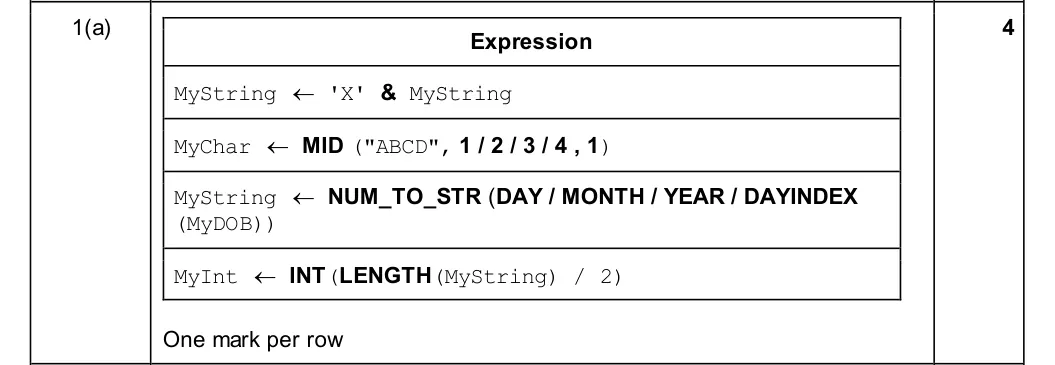 1(a)
4
Expression
MyString ← 'X' & MyString
MyChar ← MID ("ABCD", 1 / 2 / 3 / 4 , 1)
MyString ← NUM_TO_STR (DAY / MONTH / YEAR / DAYINDEX
(MyDOB))
MyInt ← INT(LENGTH(MyString) / 2)
One mark per row